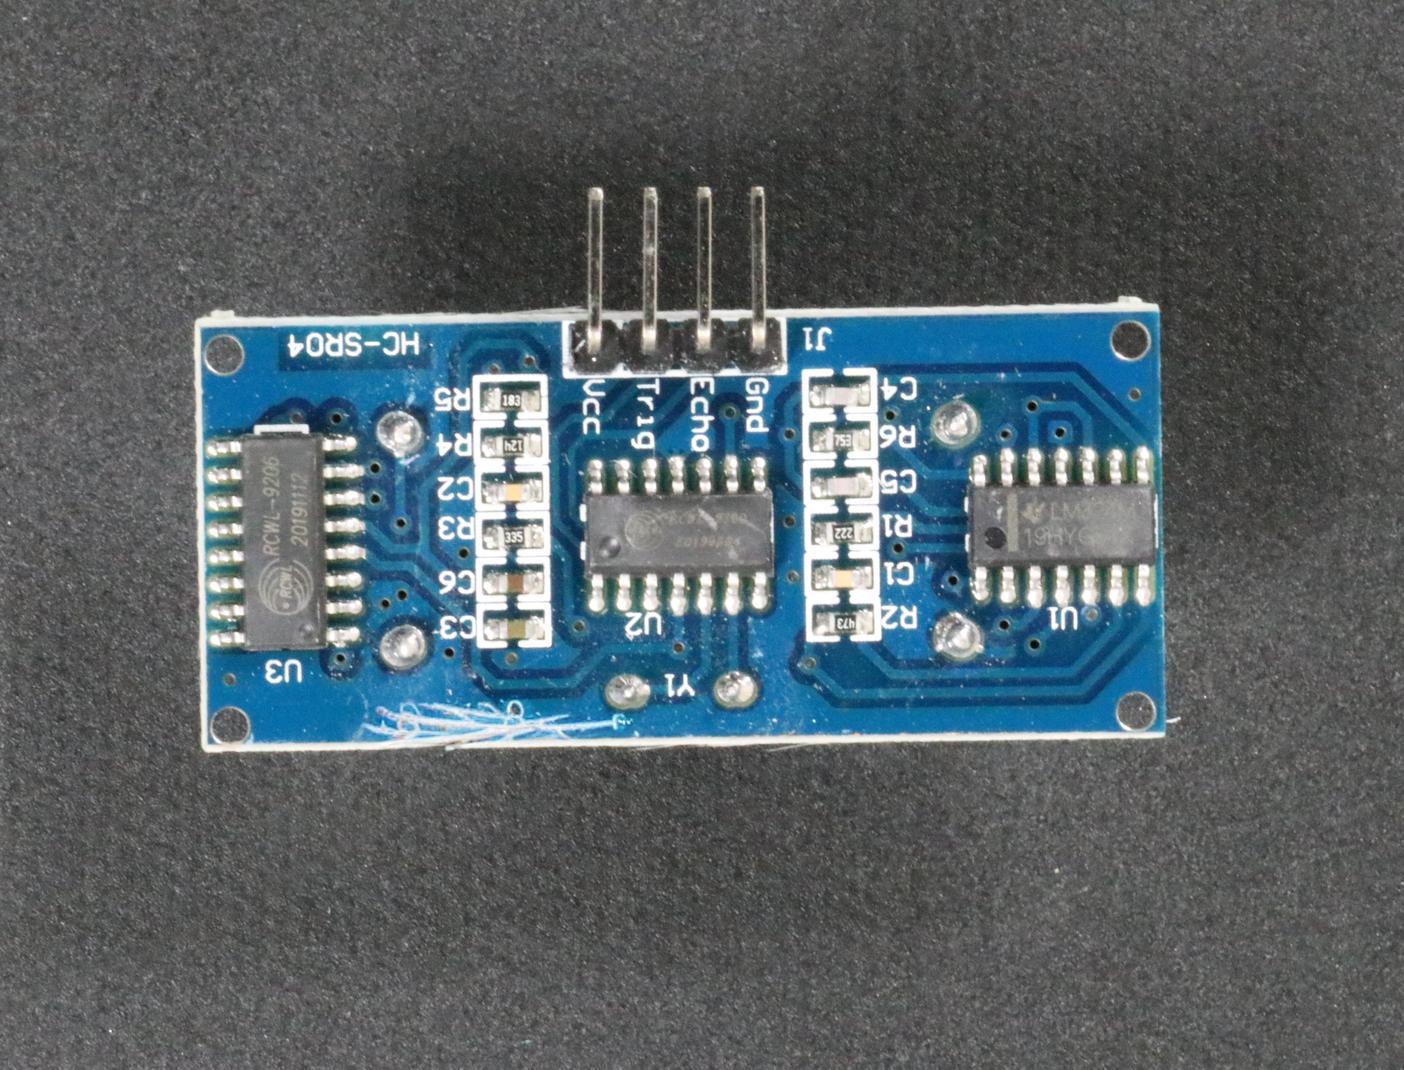 HC-SR04
J1
Vcc
Trig
Echo
Gnd
R5
183
R4
124
C2
R3
335
C6
C3
C4
R6
753
C5
R1
222
C1
R2
473
RCWL-9206
20191112
RCWL
U3
U2
Y1
U1